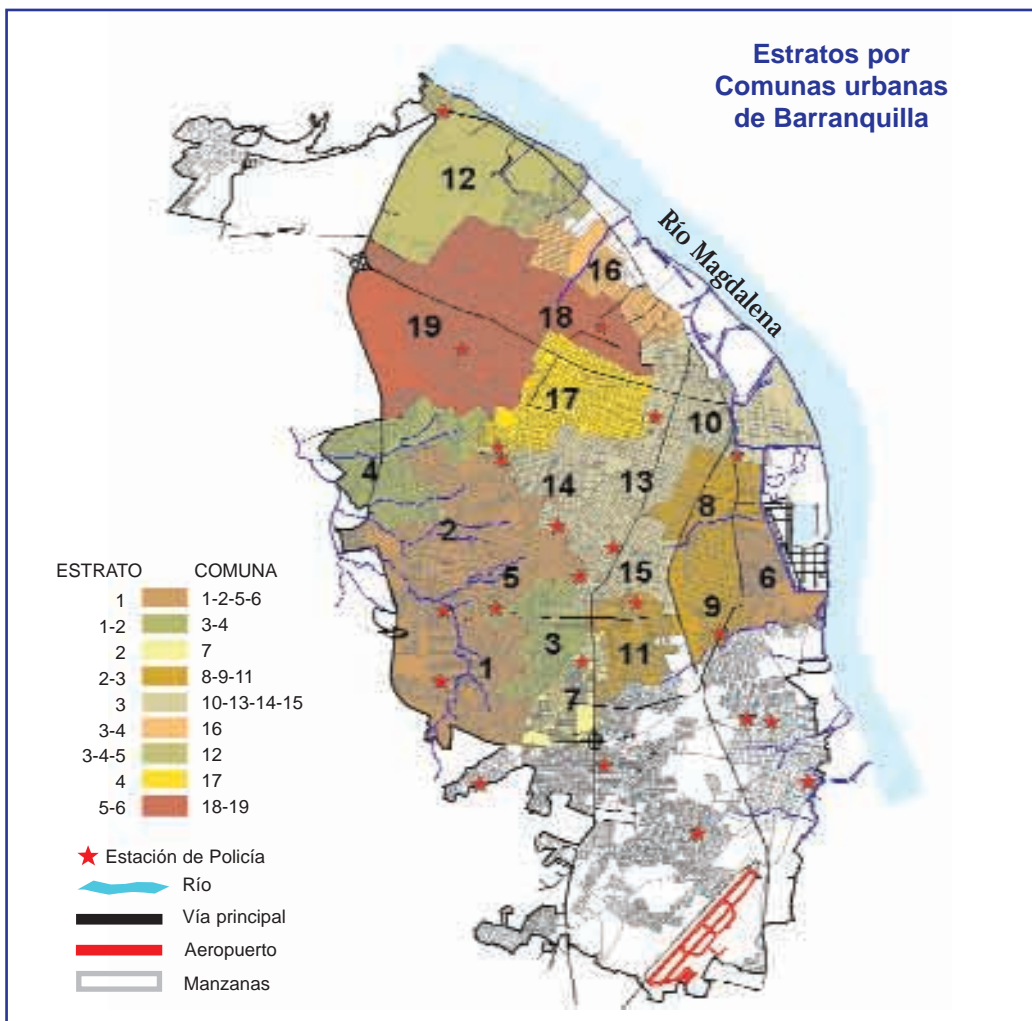 Estratos por
Comunas urbanas
de Barranquilla
Río Magdalena
12
16
19
18
17
10
4
14
13
8
2
5
15
6
9
3
11
1
7
ESTRATO COMUNA
1 1-2-5-6
1-2 3-4
2 7
2-3 8-9-11
3 10-13-14-15
3-4 16
3-4-5 12
4 17
5-6 18-19
Estación de Policía
Río
Vía principal
Aeropuerto
Manzanas